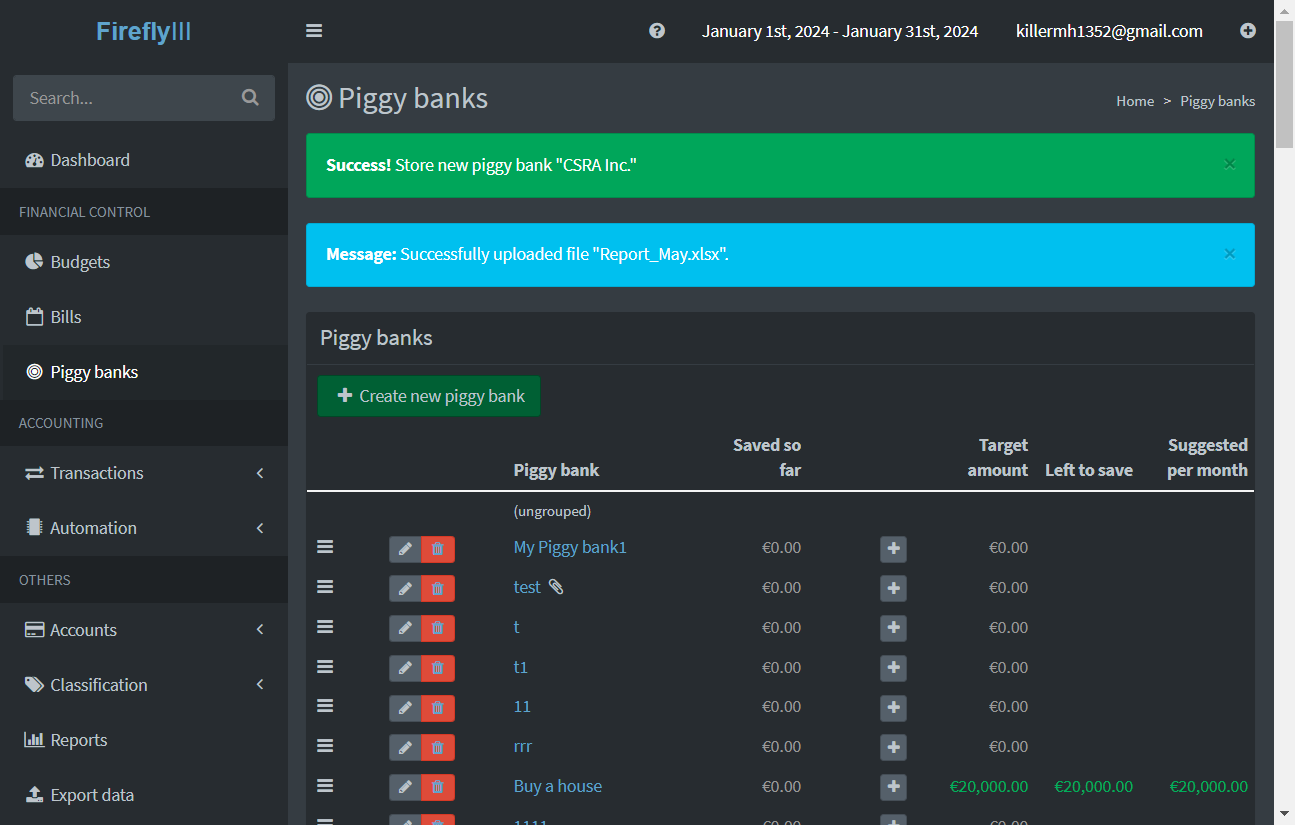 FireflyIII
January 1st, 2024 - January 31st, 2024
killermh1352@gmail.com
Search...
Dashboard
FINANCIAL CONTROL
Budgets
Bills
Piggy banks
ACCOUNTING
Transactions
Automation
OTHERS
Accounts
Classification
Reports
Export data
Piggy banks
Home > Piggy banks
Success! Store new piggy bank "CSRA Inc."
×
Message: Successfully uploaded file "Report_May.xlsx".
×
Piggy banks
Create new piggy bank
Piggy bank Saved so far Target amount Left to save Suggested per month
(ungrouped)
My Piggy bank1 €0.00 €0.00
test €0.00 €0.00
t €0.00 €0.00
t1 €0.00 €0.00
11 €0.00 €0.00
rrr €0.00 €0.00
Buy a house €0.00 €20,000.00 €20,000.00 €20,000.00
1111 €0.00 €0.00